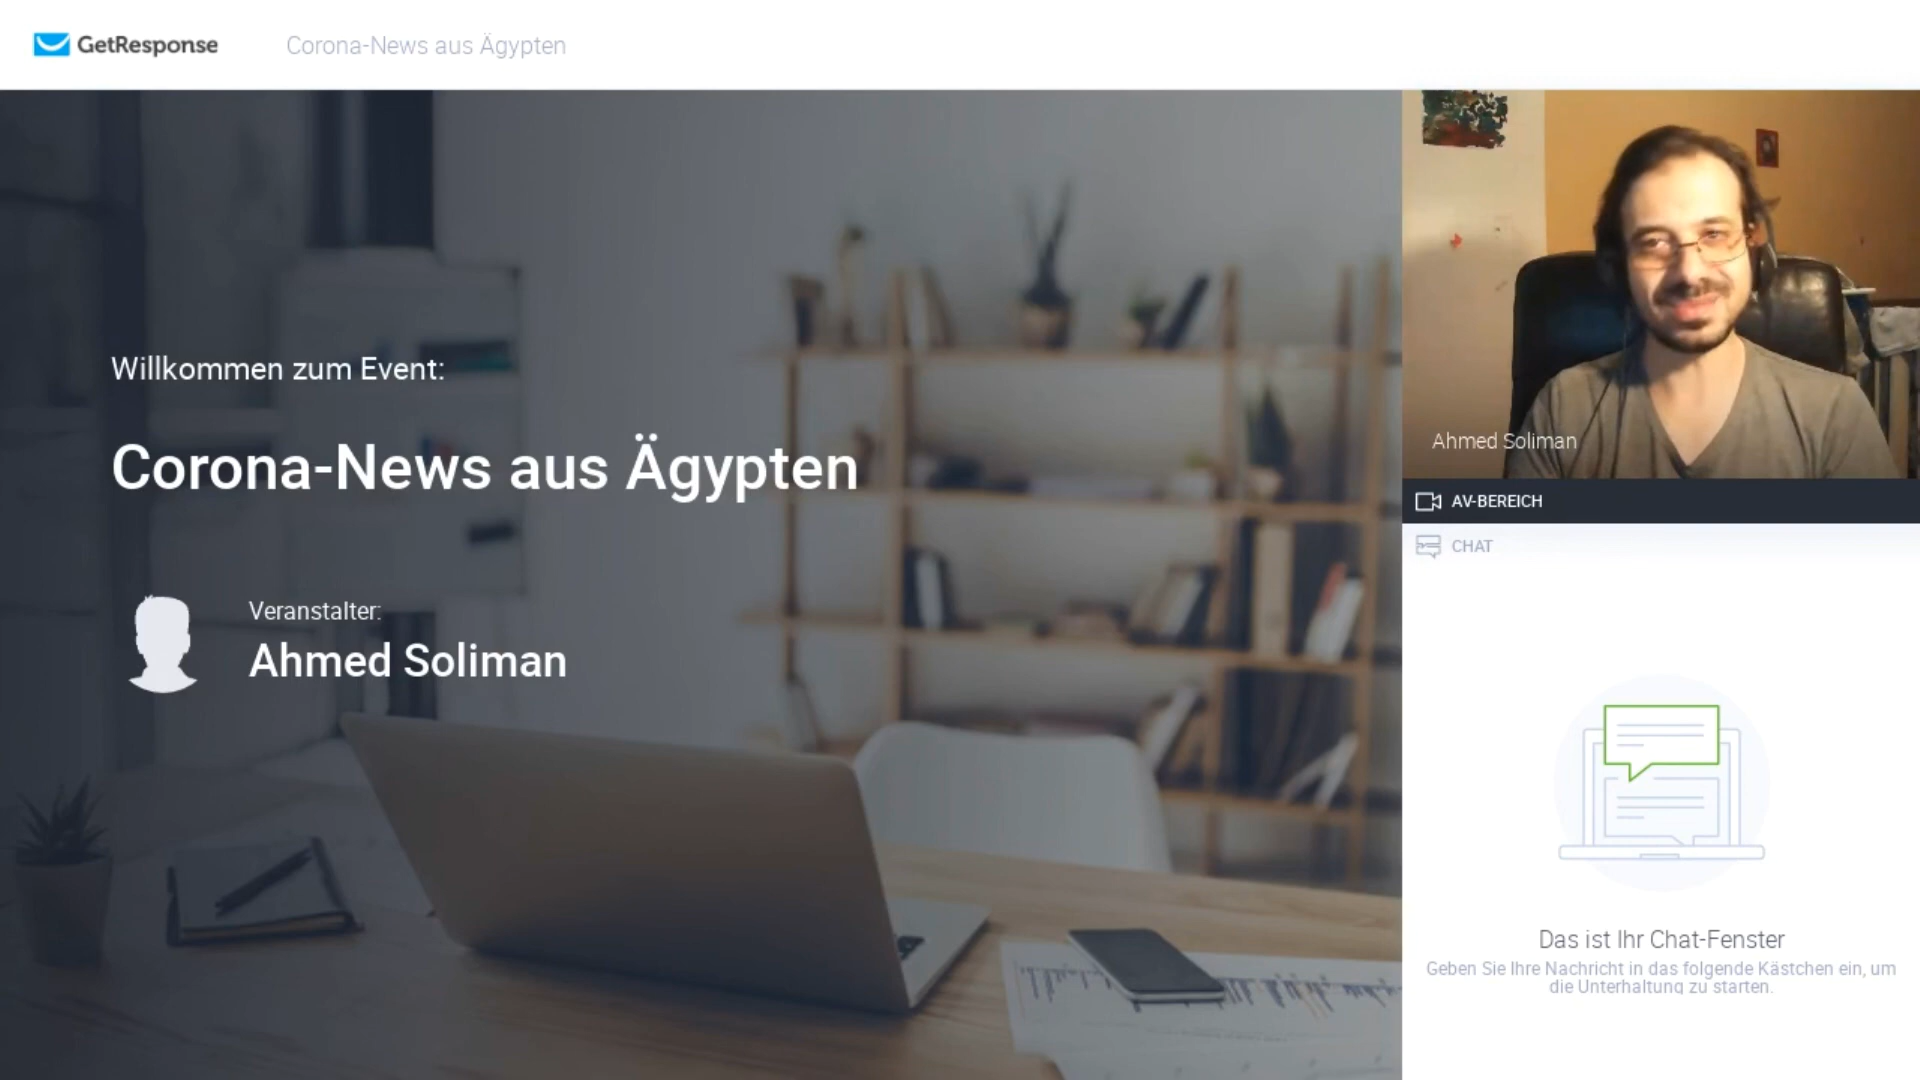 GetResponse
Corona-News aus Ägypten
Willkommen zum Event:
Corona-News aus Ägypten
Veranstalter:
Ahmed Soliman
Ahmed Soliman
AV-BEREICH
CHAT
Das ist Ihr Chat-Fenster
Geben Sie Ihre Nachricht in das folgende Kästchen ein, um
die Unterhaltung zu starten.